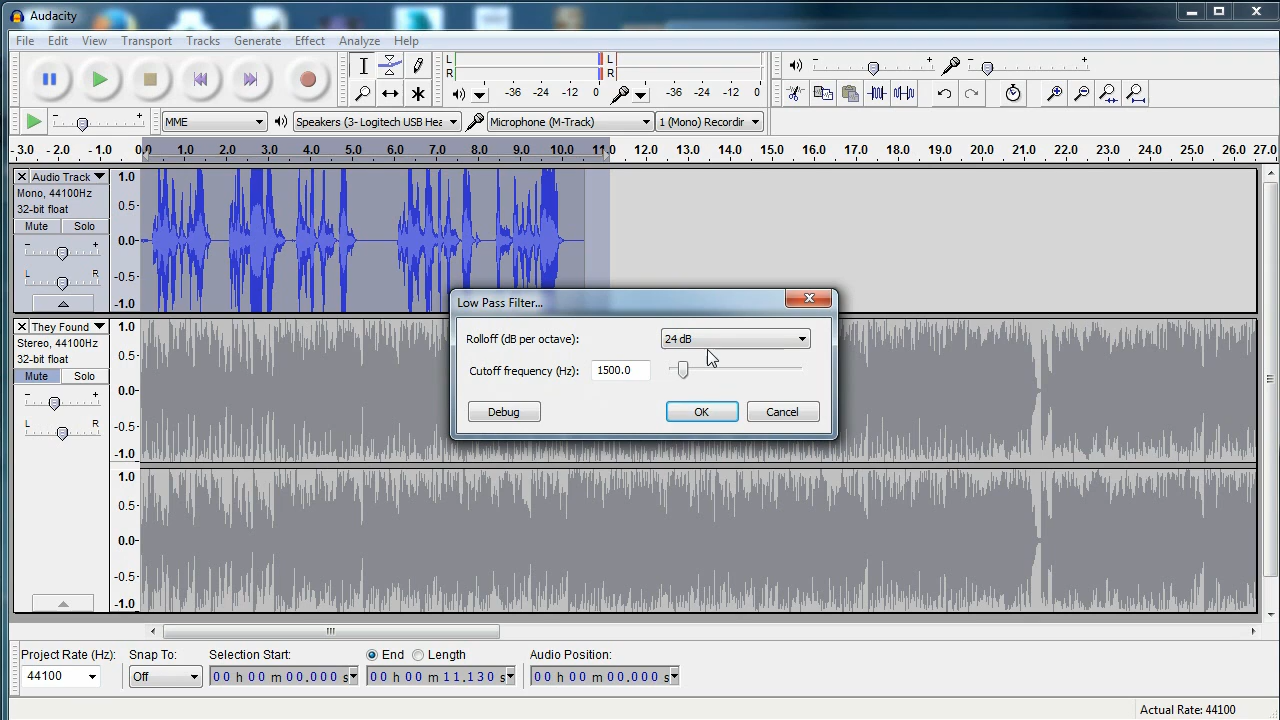 Audacity
File Edit View Transport Tracks Generate Effect Analyze Help
L
R
-36 -24 -12 0
L
R
-36 -24 -12 0
MME
Speakers (3- Logitech USB Hea
Microphone (M-Track)
1 (Mono) Recordir
- 3.0 - 2.0 - 1.0 0.0 1.0 2.0 3.0 4.0 5.0 6.0 7.0 8.0 9.0 10.0 11.0 12.0 13.0 14.0 15.0 16.0 17.0 18.0 19.0 20.0 21.0 22.0 23.0 24.0 25.0 26.0 27.0
Audio Track
Mono, 44100Hz
32-bit float
Mute Solo
- +
L R
1.0
0.5-
0.0-
-0.5-
-1.0
Low Pass Filter...
Rolloff (dB per octave): 24 dB
Cutoff frequency (Hz): 1500.0
Debug OK Cancel
They Found
Stereo, 44100Hz
32-bit float
Mute Solo
- +
L R
1.0
0.5-
0.0-
-0.5-
-1.0
1.0
0.5-
0.0-
-0.5-
-1.0
Project Rate (Hz): Snap To: Selection Start: End Length Audio Position:
44100 Off 00 h 00 m 00.000 s 00 h 00 m 11.130 s 00 h 00 m 00.000 s
Actual Rate: 44100